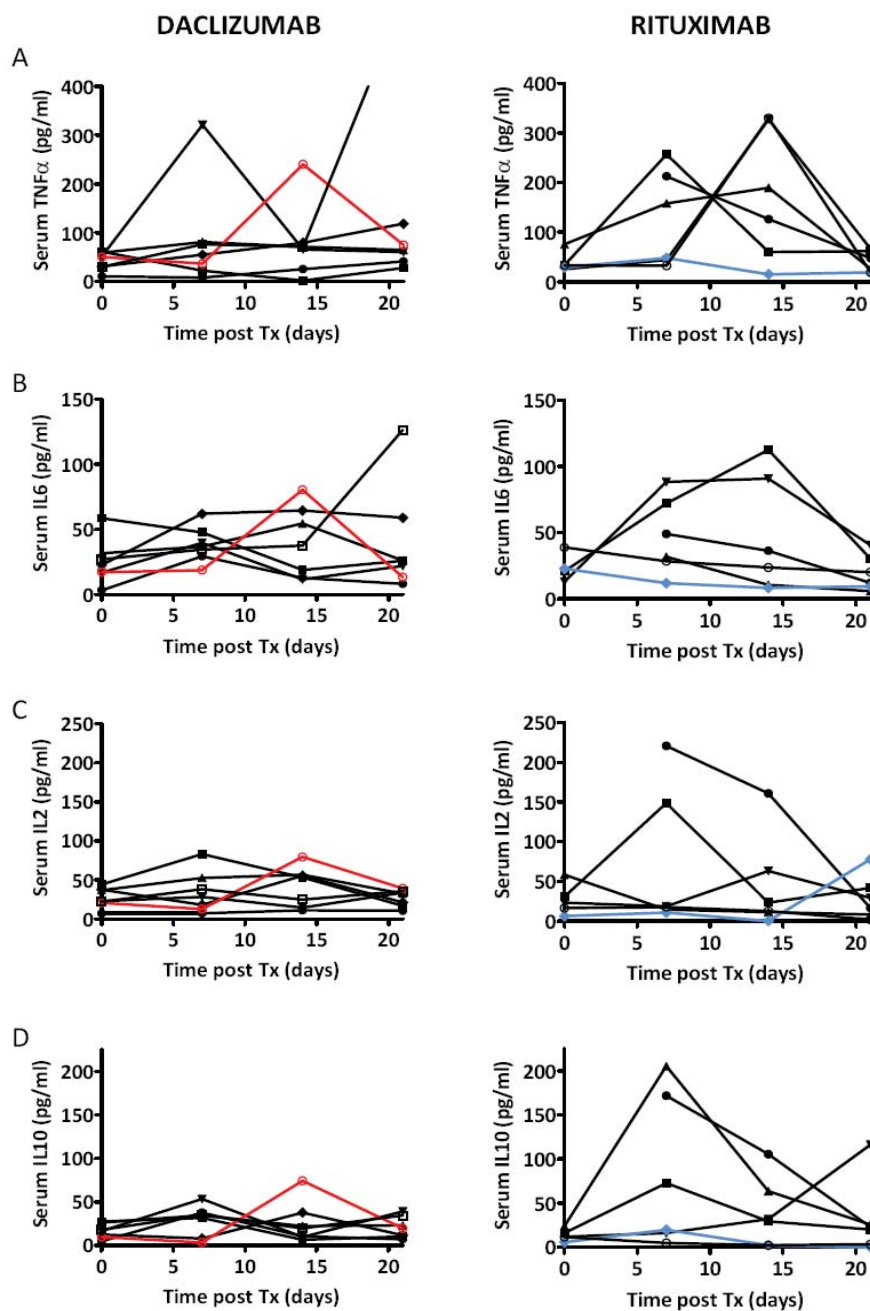 DACLIZUMAB
RITUXIMAB
A
Serum TNFα (pg/ml)
400
300
200
100
0
0 5 10 15 20
Time post Tx (days)
Serum TNFα (pg/ml)
400
300
200
100
0
0 5 10 15 20
Time post Tx (days)
B
Serum IL6 (pg/ml)
150
100
50
0
0 5 10 15 20
Time post Tx (days)
Serum IL6 (pg/ml)
150
100
50
0
0 5 10 15 20
Time post Tx (days)
C
Serum IL2 (pg/ml)
250
200
150
100
50
0
0 5 10 15 20
Time post Tx (days)
Serum IL2 (pg/ml)
250
200
150
100
50
0
0 5 10 15 20
Time post Tx (days)
D
Serum IL10 (pg/ml)
200
150
100
50
0
0 5 10 15 20
Time post Tx (days)
Serum IL10 (pg/ml)
200
150
100
50
0
0 5 10 15 20
Time post Tx (days)